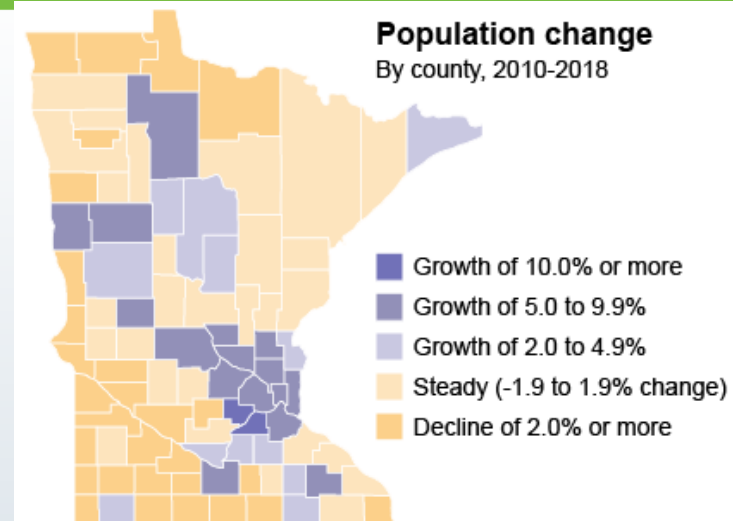 Population change
By county, 2010-2018
Growth of 10.0% or more
Growth of 5.0 to 9.9%
Growth of 2.0 to 4.9%
Steady (-1.9 to 1.9% change)
Decline of 2.0% or more